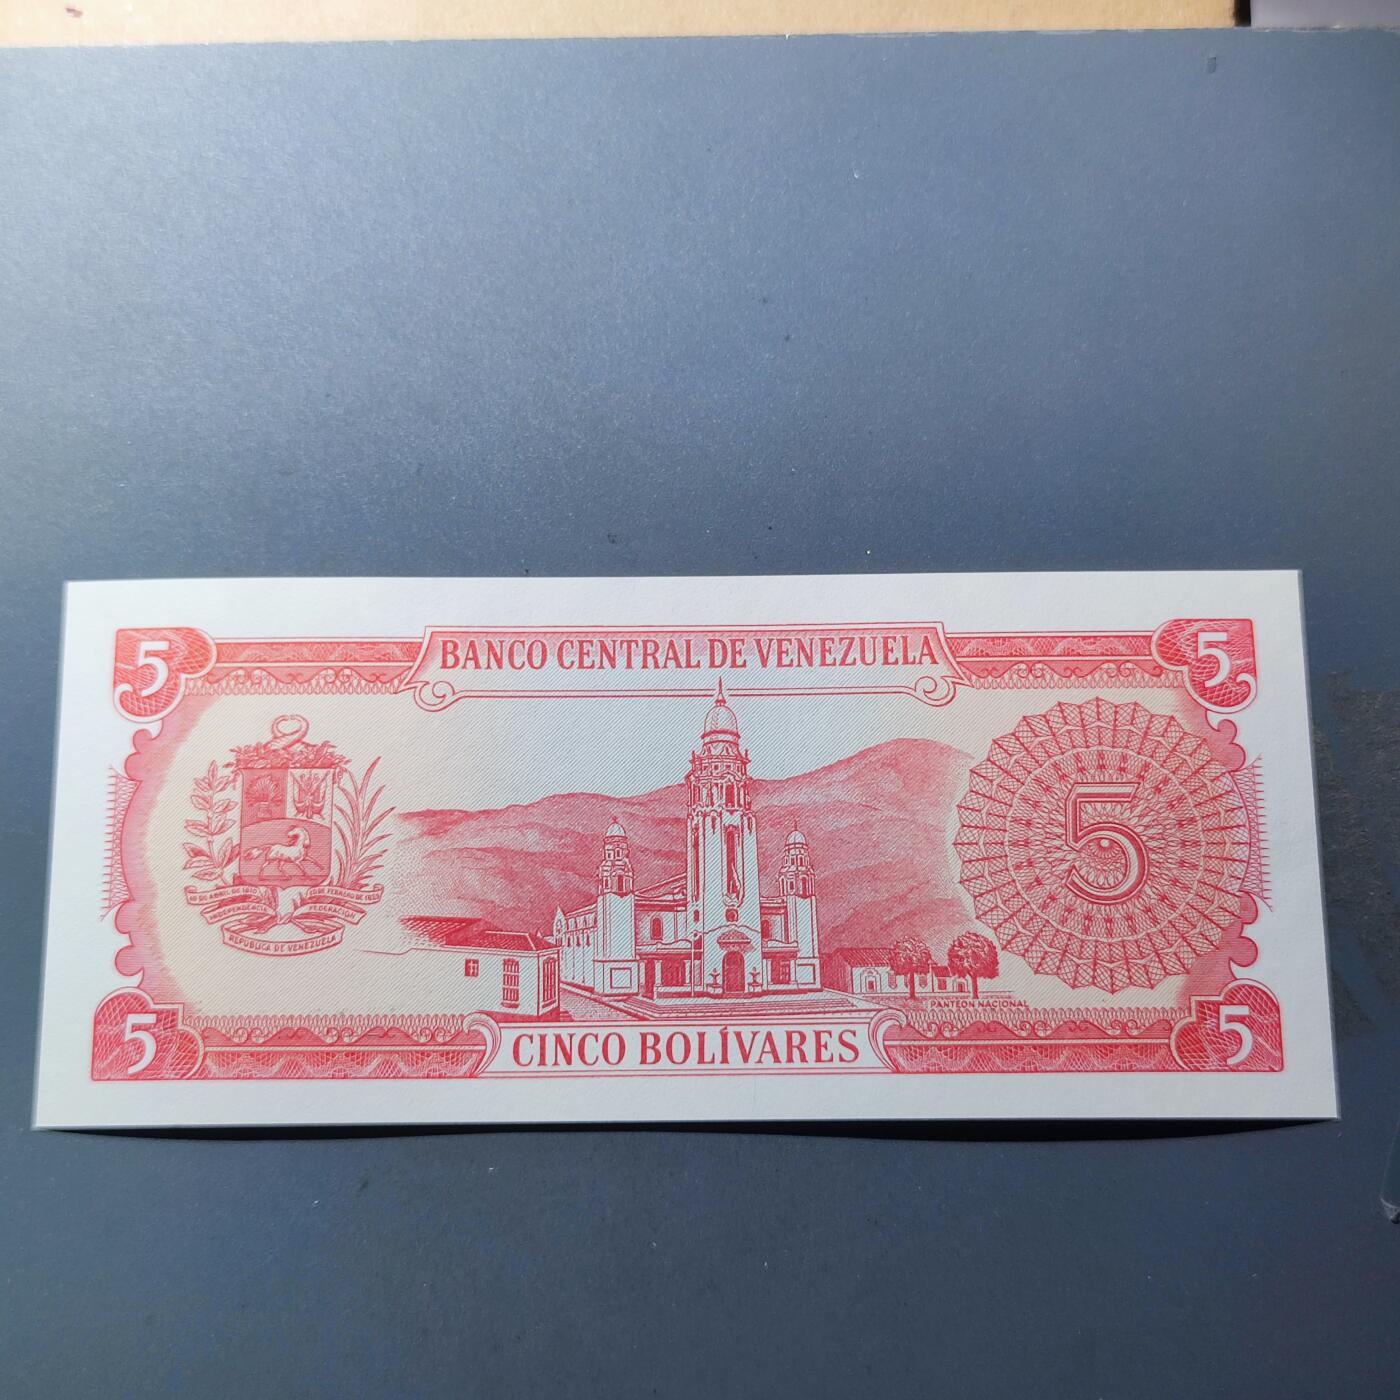 5
BANCO CENTRAL DE VENEZUELA
5
5
19 DE ABRIL DE 1810
20 DE FEBRERO DE 1859
INDEPENDENCIA
FEDERACION
REPUBLICA DE VENEZUELA
PANTEON NACIONAL
5
CINCO BOLÍVARES
5